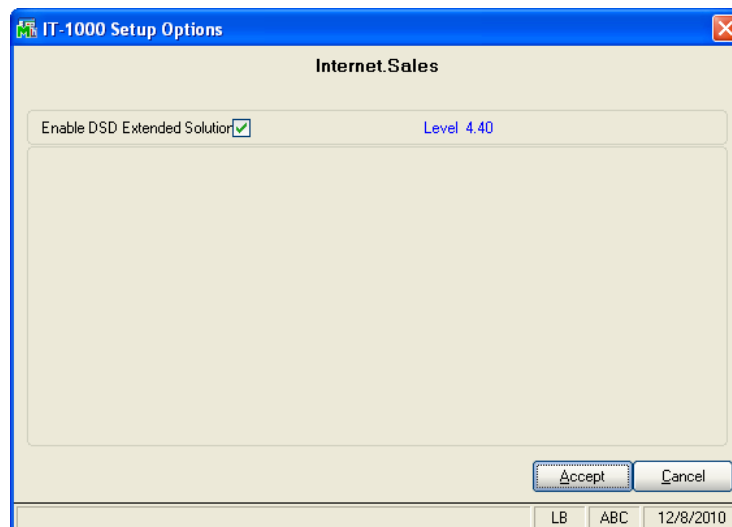 IT-1000 Setup Options
Internet.Sales
Enable DSD Extended Solution Level 4.40
Accept Cancel
LB ABC 12/8/2010